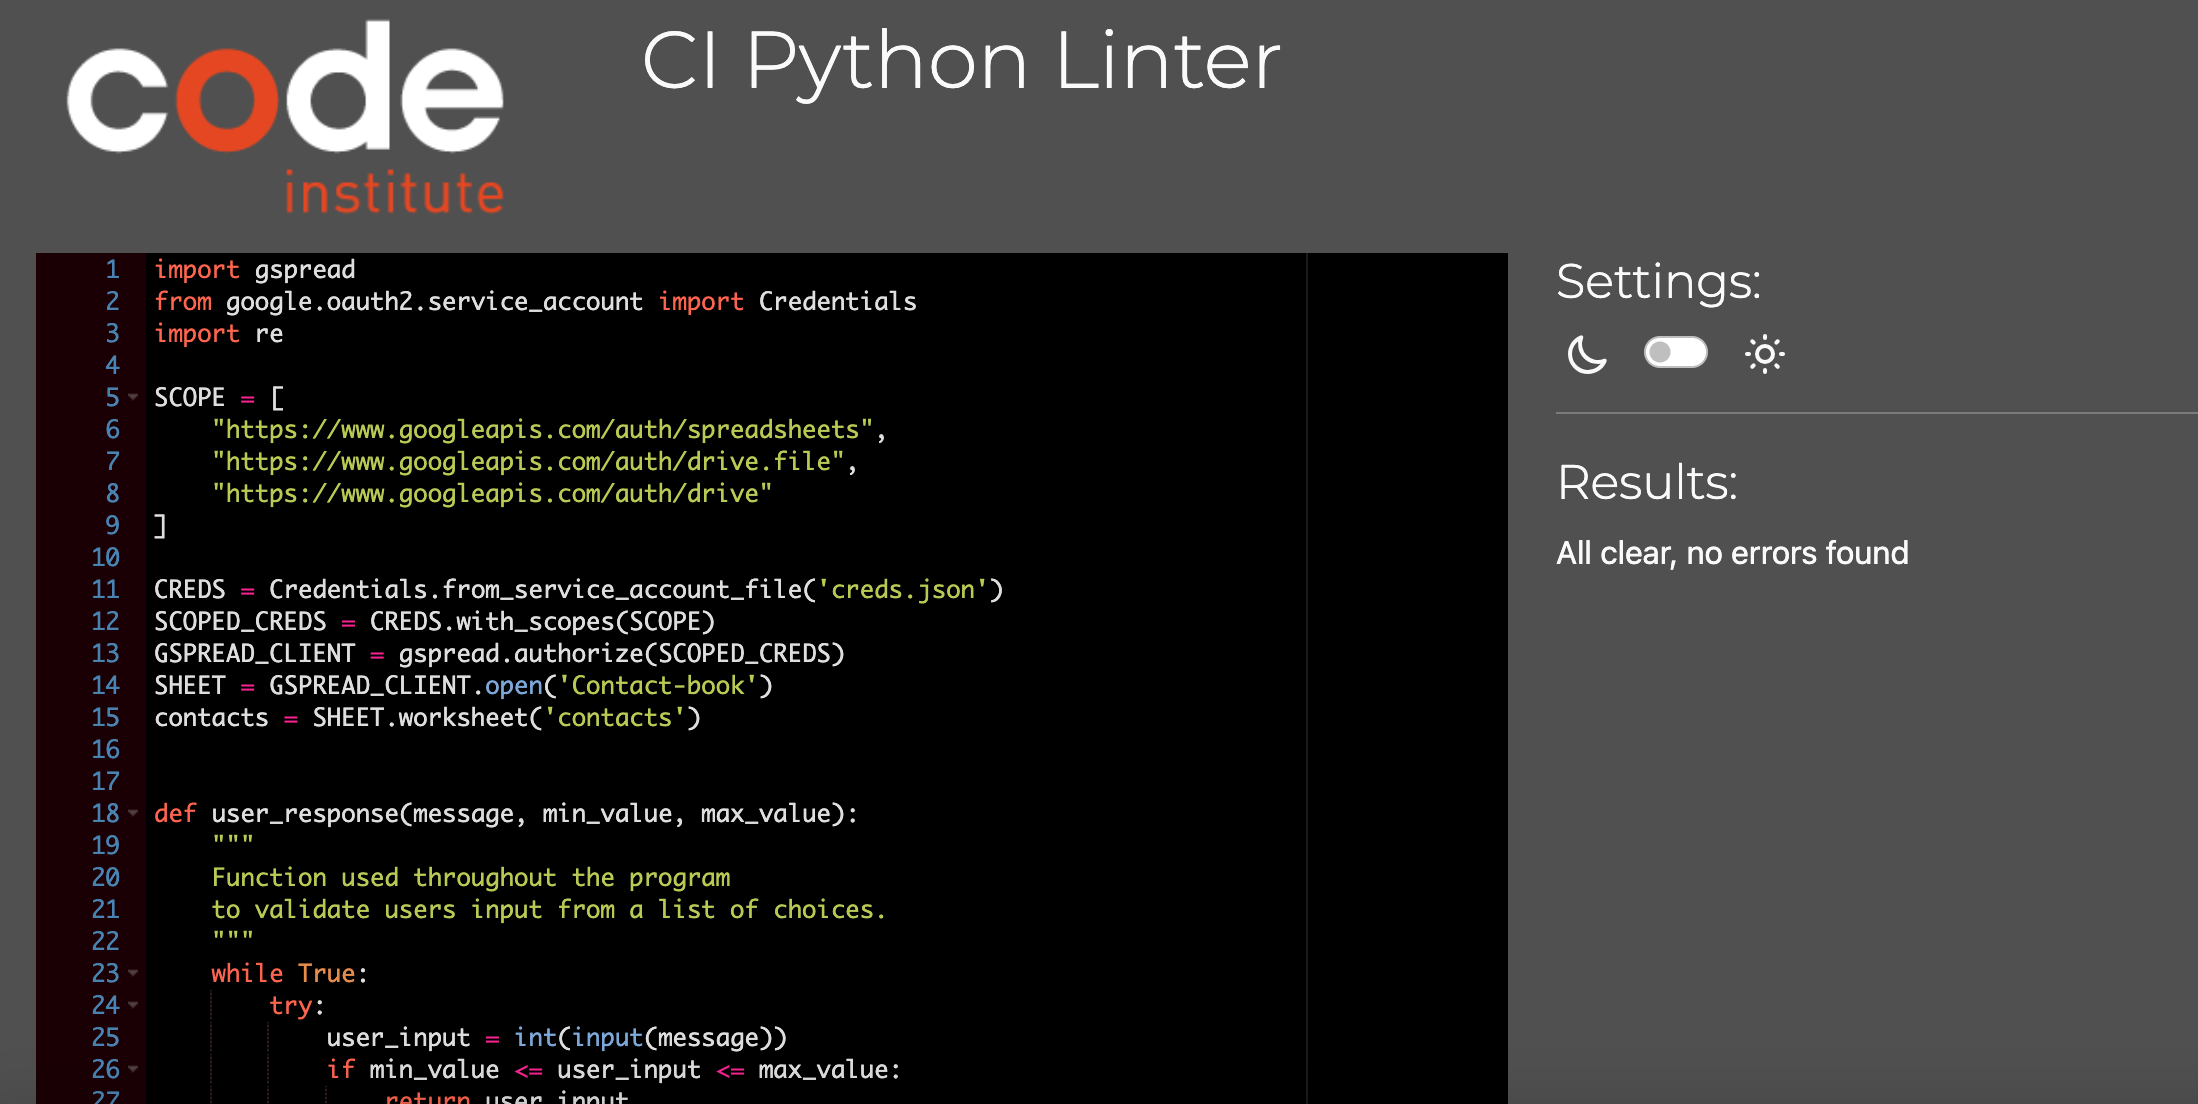 code
institute
CI Python Linter
1 import gspread
2 from google.oauth2.service_account import Credentials
3 import re
4
5 SCOPE = [
6     "https://www.googleapis.com/auth/spreadsheets",
7     "https://www.googleapis.com/auth/drive.file",
8     "https://www.googleapis.com/auth/drive"
9 ]
10
11 CREDS = Credentials.from_service_account_file('creds.json')
12 SCOPED_CREDS = CREDS.with_scopes(SCOPE)
13 GSPREAD_CLIENT = gspread.authorize(SCOPED_CREDS)
14 SHEET = GSPREAD_CLIENT.open('Contact-book')
15 contacts = SHEET.worksheet('contacts')
16
17
18 def user_response(message, min_value, max_value):
19     """
20     Function used throughout the program
21     to validate users input from a list of choices.
22     """
23     while True:
24         try:
25             user_input = int(input(message))
26             if min_value <= user_input <= max_value:
27                 return user_input
Settings:
Results:
All clear, no errors found